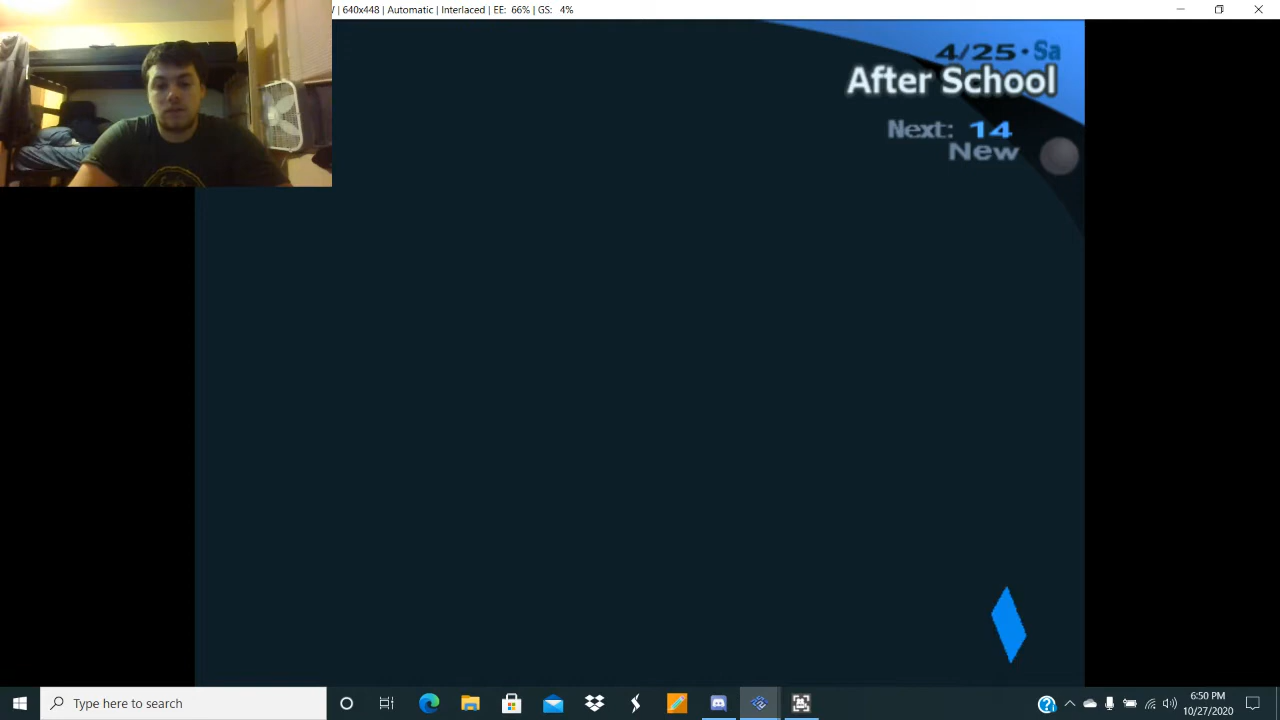 / | 640x448 | Automatic | Interlaced | EE: 66% | GS: 4%
4/25 · Sa
After School
Next: 14
New
Type here to search
6:50 PM
10/27/2020